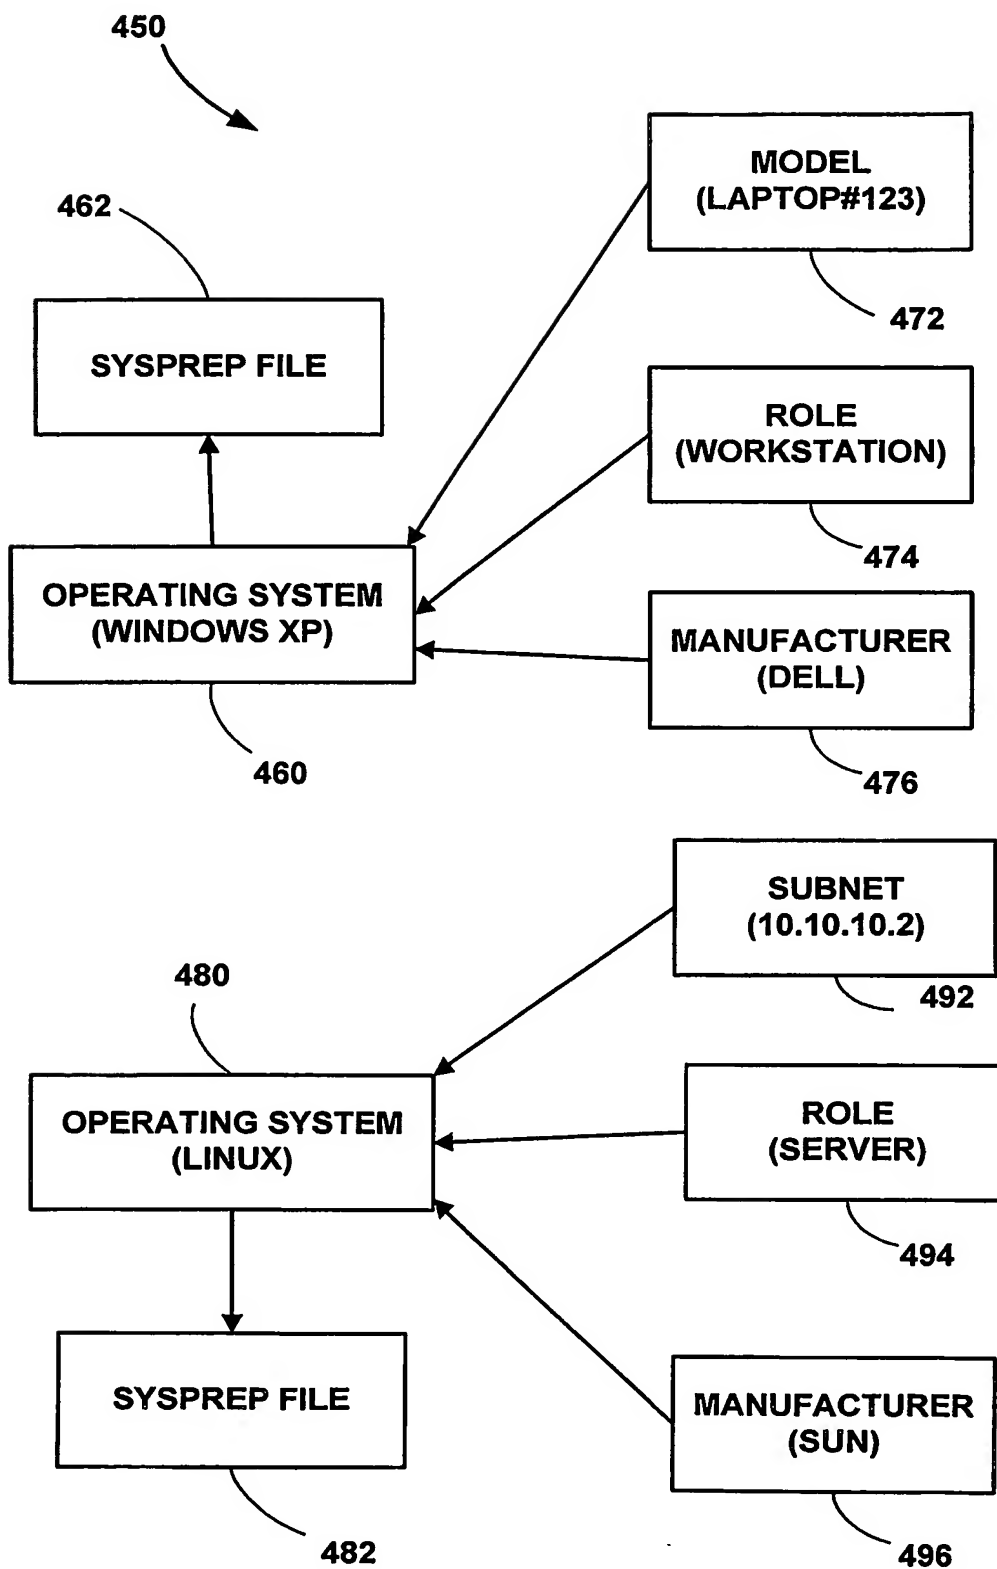 450
MODEL
(LAPTOP#123)
472
462
SYSPREP FILE
ROLE
(WORKSTATION)
474
OPERATING SYSTEM
(WINDOWS XP)
460
MANUFACTURER
(DELL)
476
SUBNET
(10.10.10.2)
492
480
OPERATING SYSTEM
(LINUX)
ROLE
(SERVER)
494
SYSPREP FILE
482
MANUFACTURER
(SUN)
496